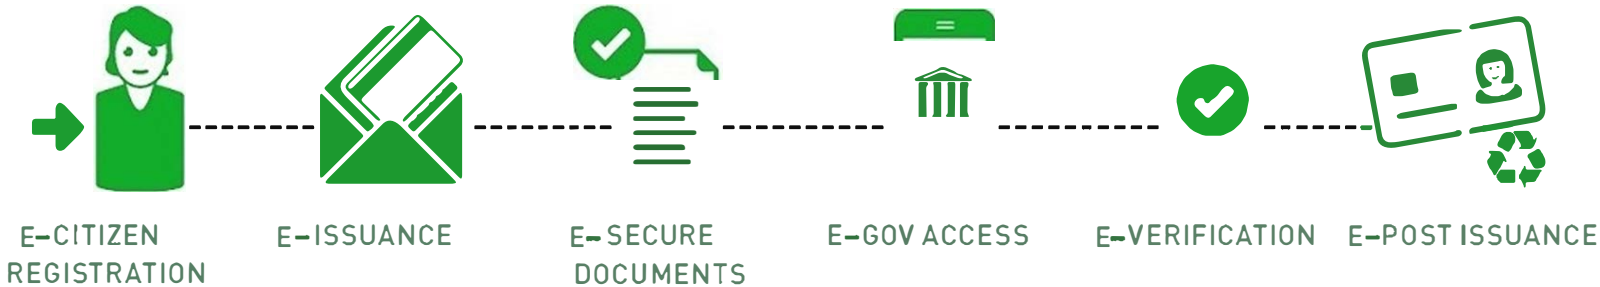 E-CITIZEN
REGISTRATION
E-ISSUANCE
E-SECURE
DOCUMENTS
E-GOV ACCESS
E-VERIFICATION
E-POST ISSUANCE